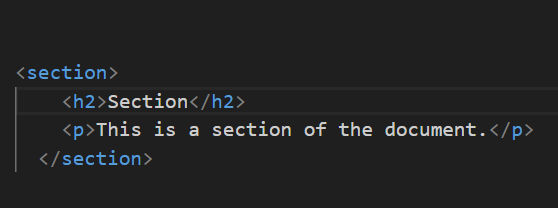 <section>
<h2>Section</h2>
<p>This is a section of the document.</p>
</section>